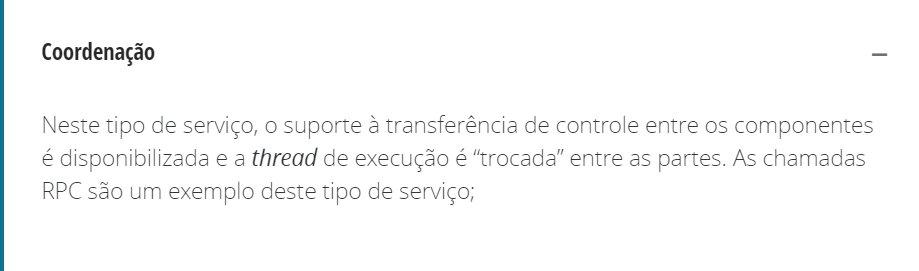 Coordenação
Neste tipo de serviço, o suporte à transferência de controle entre os componentes
é disponibilizada e a thread de execução é “trocada” entre as partes. As chamadas
RPC são um exemplo deste tipo de serviço;